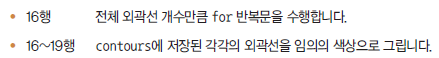 • 16행 전체 외곽선 개수만큼 for 반복문을 수행합니다.
• 16~19행 contours에 저장된 각각의 외곽선을 임의의 색상으로 그립니다.